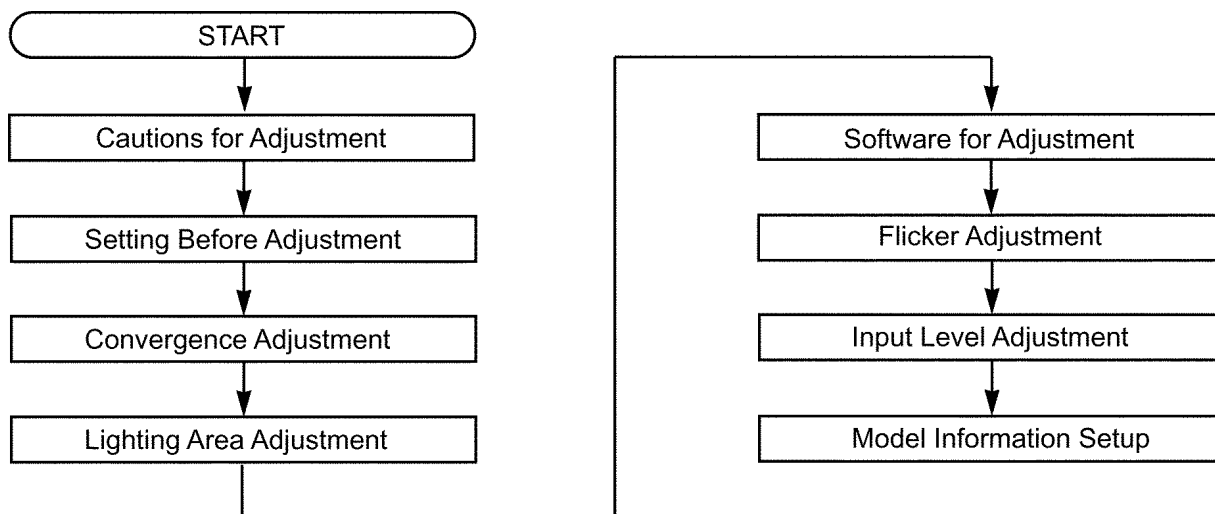 START
Cautions for Adjustment
Setting Before Adjustment
Convergence Adjustment
Lighting Area Adjustment
Software for Adjustment
Flicker Adjustment
Input Level Adjustment
Model Information Setup